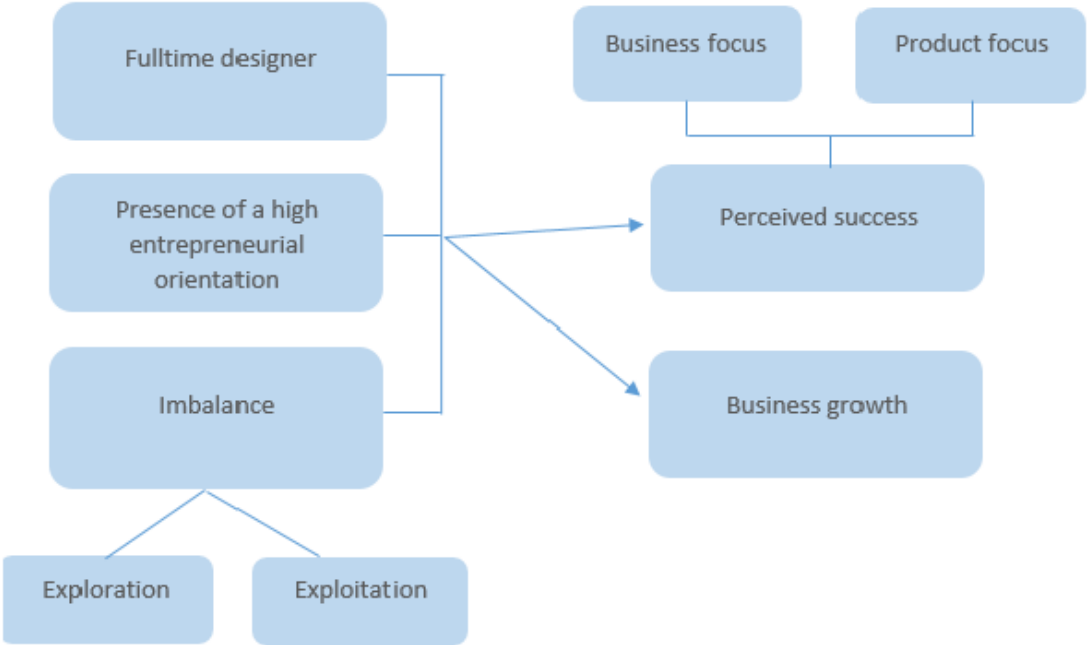 Fulltime designer
Business focus
Product focus
Presence of a high
entrepreneurial
orientation
Perceived success
Imbalance
Business growth
Exploration
Exploitation